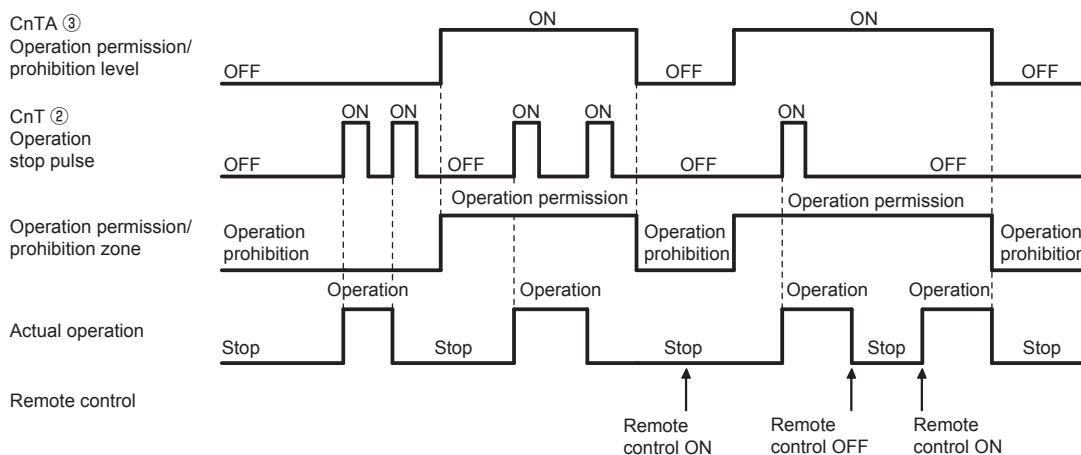 CnTA ③
Operation permission/
prohibition level
OFF
ON
OFF
ON
OFF
CnT ②
Operation
stop pulse
OFF
ON
ON
OFF
ON
ON
OFF
ON
OFF
Operation permission/
prohibition zone
Operation
prohibition
Operation permission
Operation
prohibition
Operation permission
Operation
prohibition
Actual operation
Stop
Operation
Stop
Operation
Stop
Operation
Stop
Operation
Stop
Remote control
Remote
control ON
Remote
control OFF
Remote
control ON